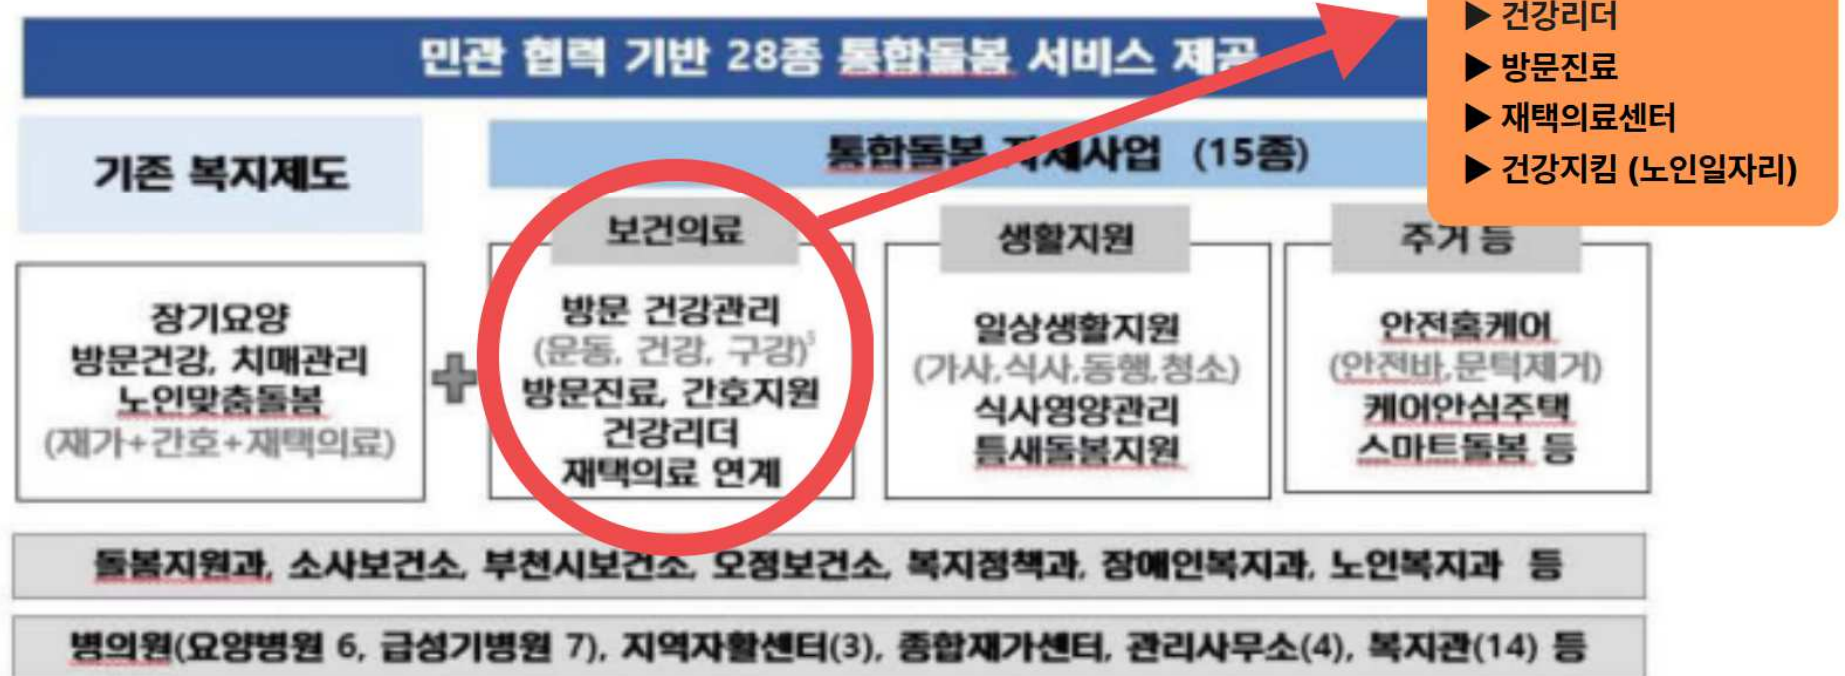 민관 협력 기반 28종 통합돌봄 서비스 제공
▶ 건강리더
▶ 방문진료
▶ 재택의료센터
▶ 건강지킴 (노인일자리)
기존 복지제도
통합돌봄 자체사업 (15종)
장기요양
방문건강, 치매관리
노인맞춤돌봄
(재가+간호+재택의료)
보건의료
방문 건강관리
(운동, 건강, 구강)
방문진료, 간호지원
건강리더
재택의료 연계
생활지원
일상생활지원
(가사,식사,동행,청소)
식사영양관리
틈새돌봄지원
주거 등
안전홈케어
(안전바,문턱제거)
케어안심주택
스마트돌봄 등
돌봄지원과, 소사보건소, 부천시보건소, 오정보건소, 복지정책과, 장애인복지과, 노인복지과 등
병의원(요양병원 6, 급성기병원 7), 지역자활센터(3), 종합재가센터, 관리사무소(4), 복지관(14) 등